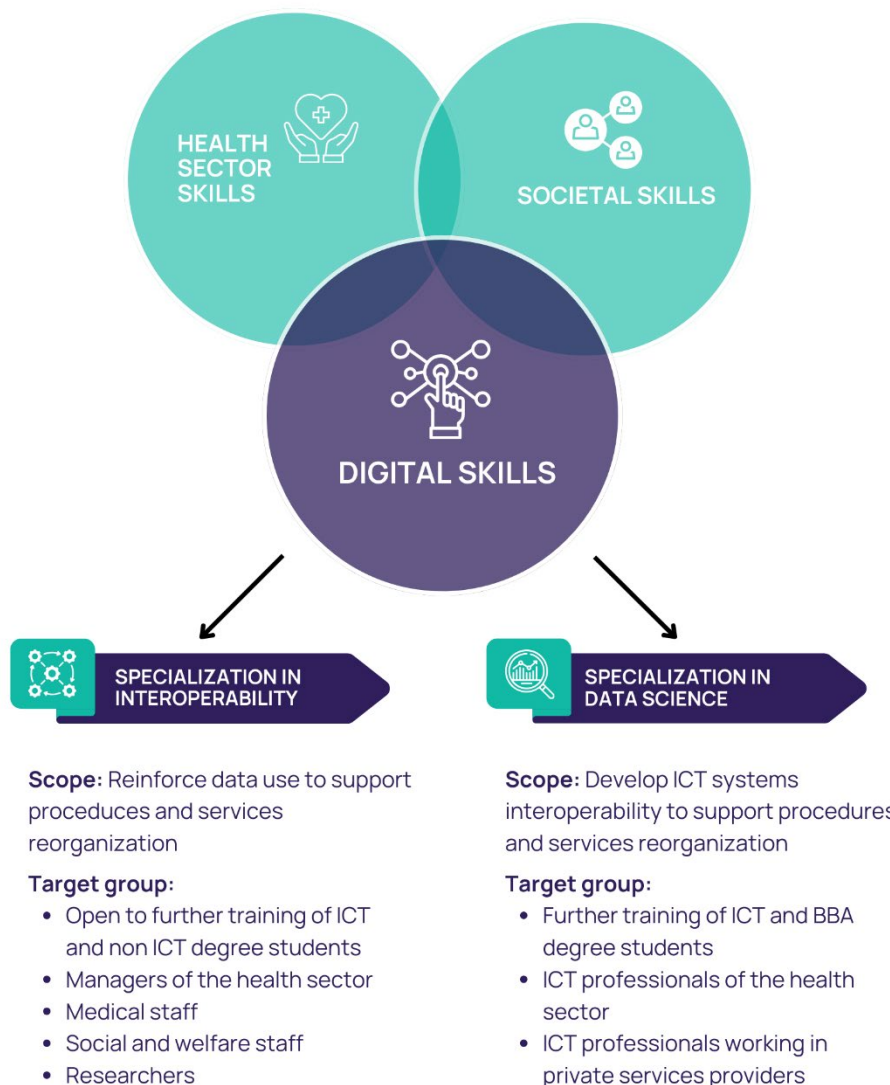 HEALTH
SECTOR
SKILLS
SOCIETAL SKILLS
DIGITAL SKILLS
SPECIALIZATION IN
INTEROPERABILITY
Scope: Reinforce data use to support
proceduces and services
reorganization
Target group:
• Open to further training of ICT
and non ICT degree students
• Managers of the health sector
• Medical staff
• Social and welfare staff
• Researchers
SPECIALIZATION IN
DATA SCIENCE
Scope: Develop ICT systems
interoperability to support procedures
and services reorganization
Target group:
• Further training of ICT and BBA
degree students
• ICT professionals of the health
sector
• ICT professionals working in
private services providers